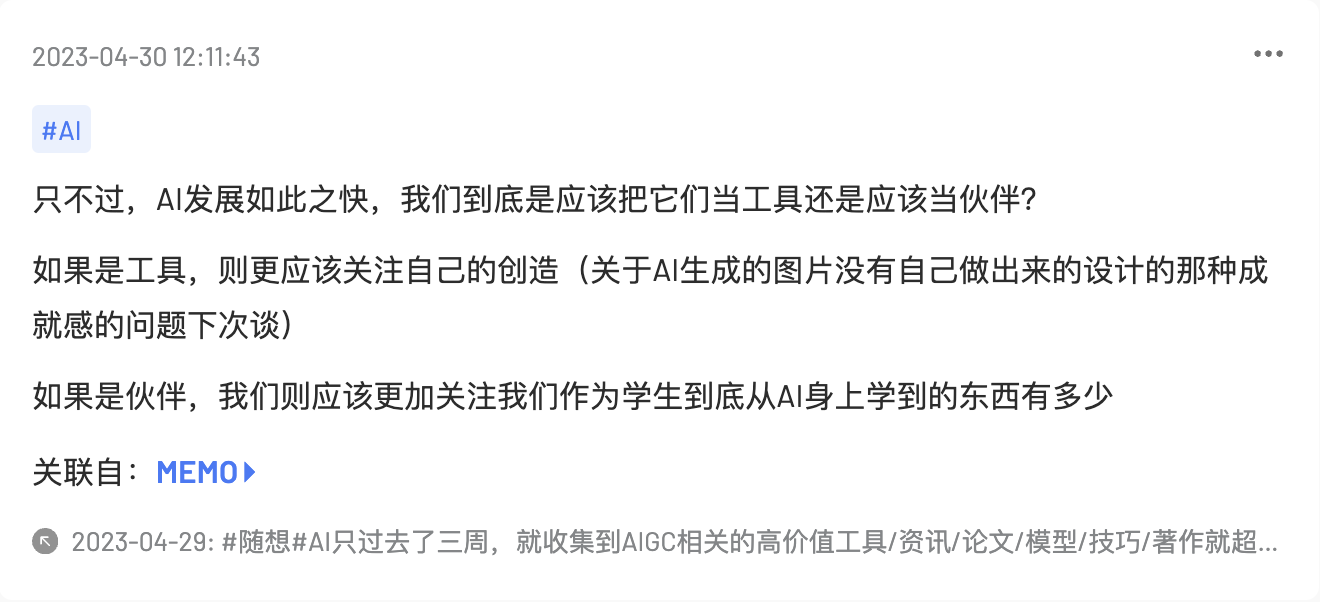 2023-04-30 12:11:43
#AI
只不过，AI发展如此之快，我们到底是应该把它们当工具还是应该当伙伴?
如果是工具，则更应该关注自己的创造（关于AI生成的图片没有自己做出来的设计的那种成
就感的问题下次谈）
如果是伙伴，我们则应该更加关注我们作为学生到底从AI身上学到的东西有多少
关联自：MEMO
2023-04-29: #随想#AI只过去了三周，就收集到AIGC相关的高价值工具/资讯/论文/模型/技巧/著作就超...